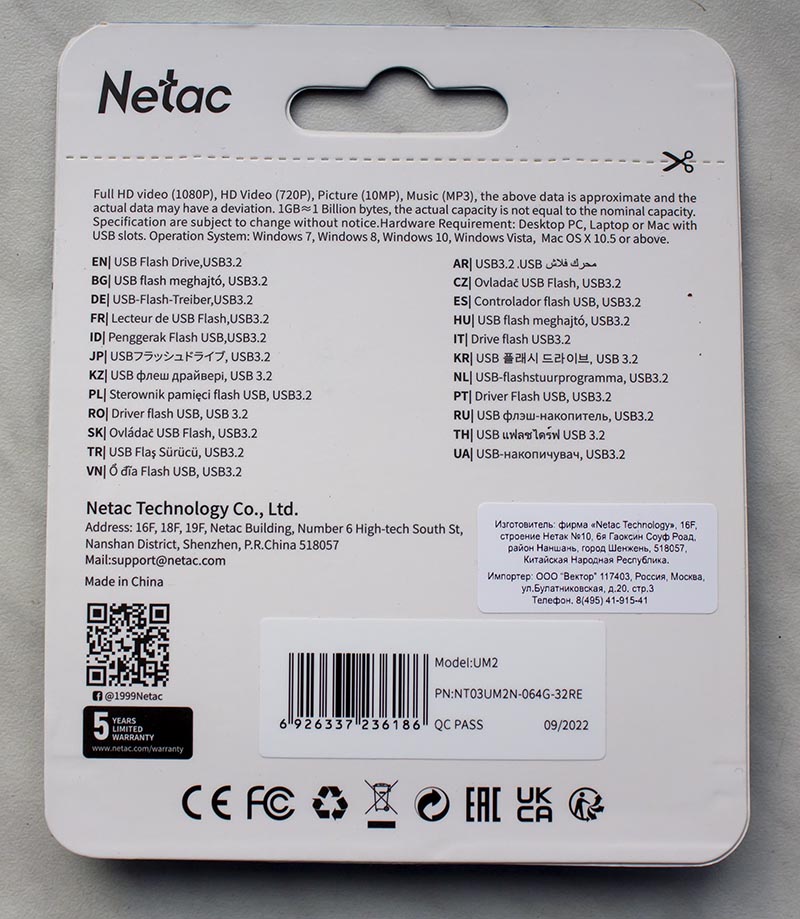 Netac
Full HD video (1080P), HD Video (720P), Picture (10MP), Music (MP3), the above data is approximate and the
actual data may have a deviation. 1GB≈1 Billion bytes, the actual capacity is not equal to the nominal capacity.
Specification are subject to change without notice.Hardware Requirement: Desktop PC, Laptop or Mac with
USB slots. Operation System: Windows 7, Windows 8, Windows 10, Windows Vista, Mac OS X 10.5 or above.
EN| USB Flash Drive,USB3.2
BG| USB flash meghajtó, USB3.2
DE| USB-Flash-Treiber,USB3.2
FR| Lecteur de USB Flash,USB3.2
ID| Penggerak Flash USB,USB3.2
JP| USBフラッシュドライブ, USB3.2
KZ| USB флеш драйвері, USB 3.2
PL| Sterownik pamięci flash USB, USB3.2
RO| Driver flash USB, USB 3.2
SK| Ovládač USB Flash, USB3.2
TR| USB Flaş Sürücü, USB3.2
VN| Ổ đĩa Flash USB, USB3.2
AR| USB3.2 .USB محرك فلاش
CZ| Ovladač USB Flash, USB3.2
ES| Controlador flash USB, USB3.2
HU| USB flash meghajtó, USB3.2
IT| Drive flash USB, USB3.2
KR| USB 플래시 드라이브, USB 3.2
NL| USB-flashstuurprogramma, USB3.2
PT| Driver Flash USB, USB3.2
RU| USB флэш-накопитель, USB3.2
TH| USB แฟลชไดร์ฟ USB 3.2
UA| USB-накопичувач, USB3.2
Netac Technology Co., Ltd.
Address: 16F, 18F, 19F, Netac Building, Number 6 High-tech South St,
Nanshan District, Shenzhen, P.R.China 518057
Mail:support@netac.com
Made in China
Изготовитель: фирма «Netac Technology», 16F,
строение Нетак №10, 6я Гаоксин Соуф Роад,
район Наньшань, город Шенжень, 518057,
Китайская Народная Республика.
Импортер: ООО "Вектор" 117403, Россия, Москва,
ул.Булатниковская, д.20. стр.3
Телефон. 8(495) 41-915-41
@1999Netac
5 YEARS
LIMITED
WARRANTY
www.netac.com/warranty
6 926337 236186
Model:UM2
PN:NT03UM2N-064G-32RE
QC PASS 09/2022
CE FC EAC UK
CA